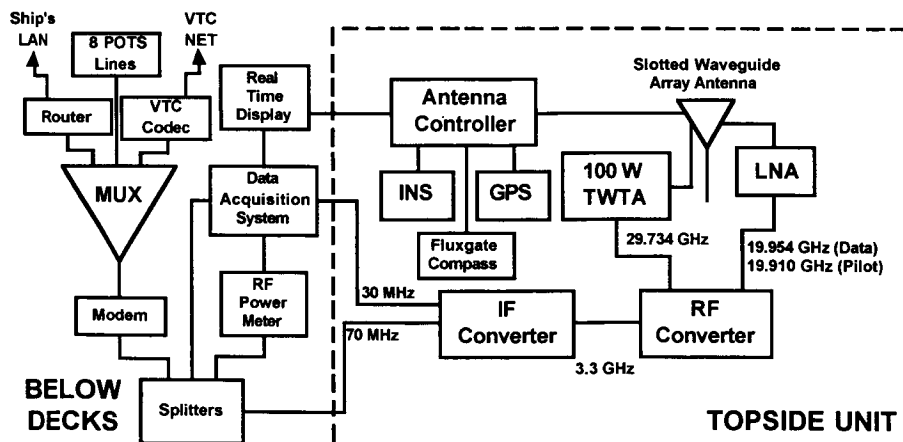 Ship's
LAN
8 POTS
Lines
VTC
NET
Router
VTC
Codec
MUX
Modem
Real
Time
Display
Data
Acquisition
System
RF
Power
Meter
Splitters
BELOW
DECKS
30 MHz
70 MHz
Antenna
Controller
INS
GPS
Fluxgate
Compass
Slotted Waveguide
Array Antenna
100 W
TWTA
LNA
29.734 GHz
19.954 GHz (Data)
19.910 GHz (Pilot)
IF
Converter
3.3 GHz
RF
Converter
TOPSIDE UNIT